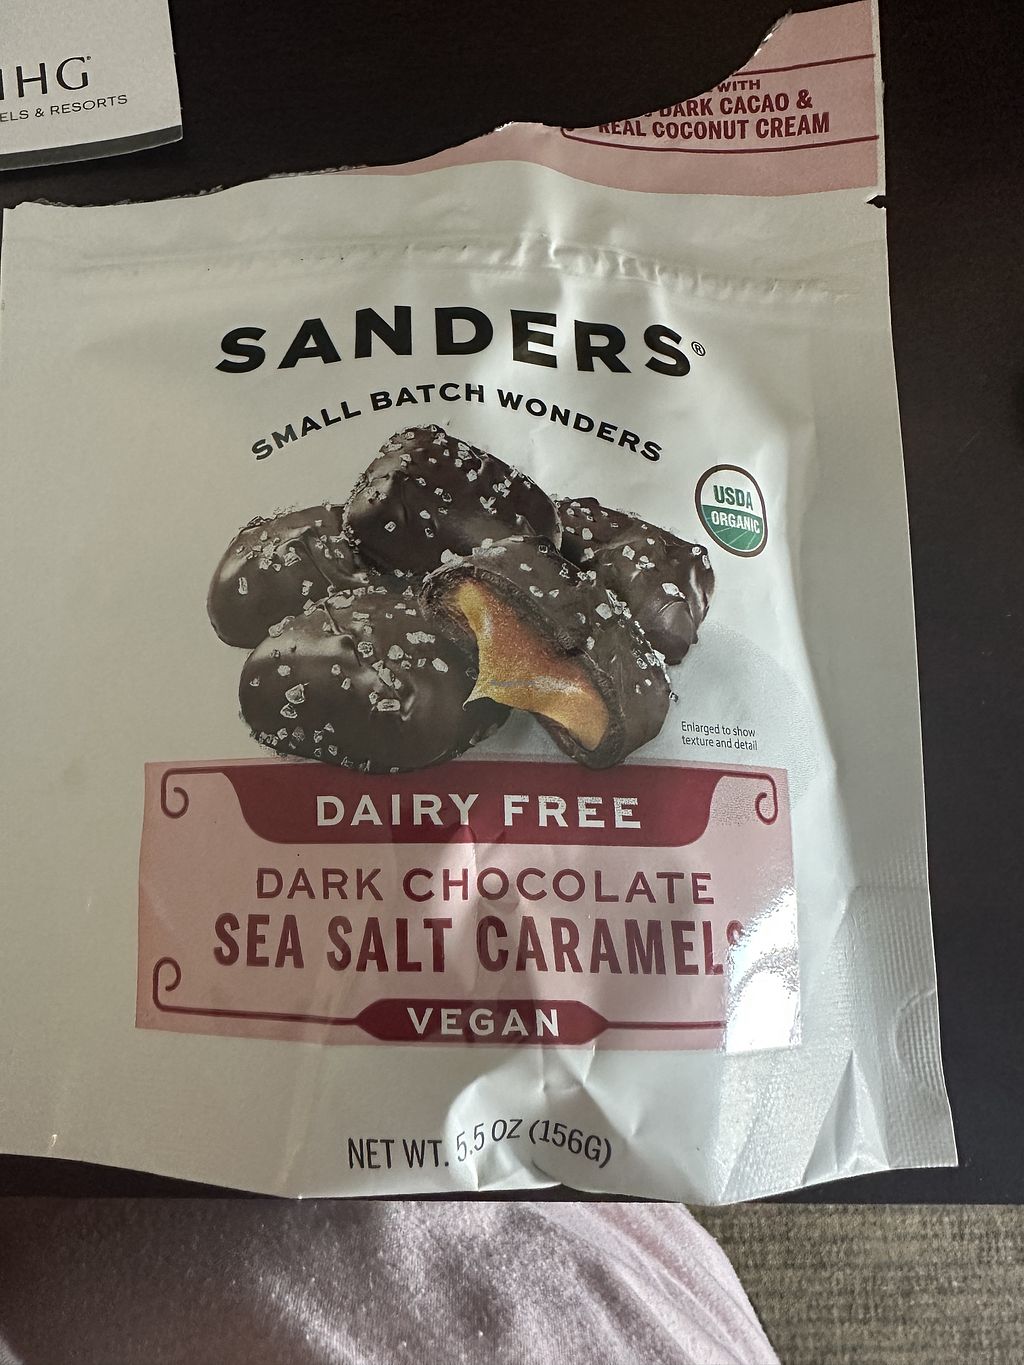 IHG®
ELS & RESORTS
WITH
DARK CACAO &
REAL COCONUT CREAM
SANDERS®
SMALL BATCH WONDERS
USDA
ORGANIC
Enlarged to show
texture and detail
DAIRY FREE
DARK CHOCOLATE
SEA SALT CARAMELS
VEGAN
NET WT. 5.5 OZ (156G)